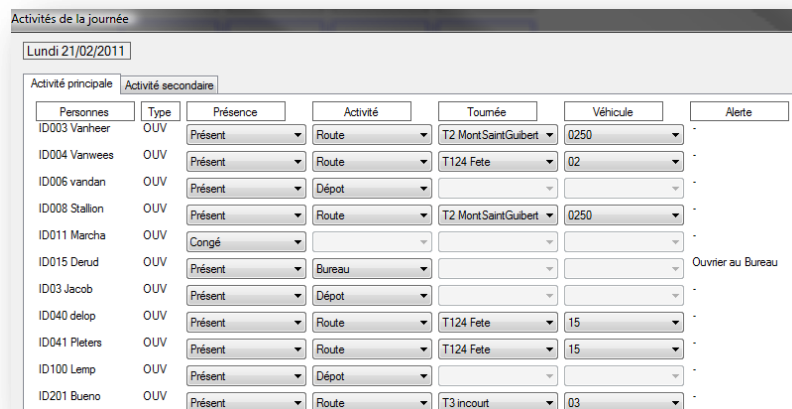 Activités de la journée
Lundi 21/02/2011
Activité principale Activité secondaire
Personnes Type Présence Activité Tournée Véhicule Alerte
ID003 Vanheer OUV Présent Route T2 MontSaintGuibert 0250 -
ID004 Vanwees OUV Présent Route T124 Fete 02 -
ID006 vandan OUV Présent Dépot -
ID008 Stallion OUV Présent Route T2 MontSaintGuibert 0250 -
ID011 Marcha OUV Congé -
ID015 Derud OUV Présent Bureau Ouvrier au Bureau
ID03 Jacob OUV Présent Dépot -
ID040 delop OUV Présent Route T124 Fete 15 -
ID041 Pleters OUV Présent Route T124 Fete 15 -
ID100 Lemp OUV Présent Dépot -
ID201 Bueno OUV Présent Route T3 incourt 03 -